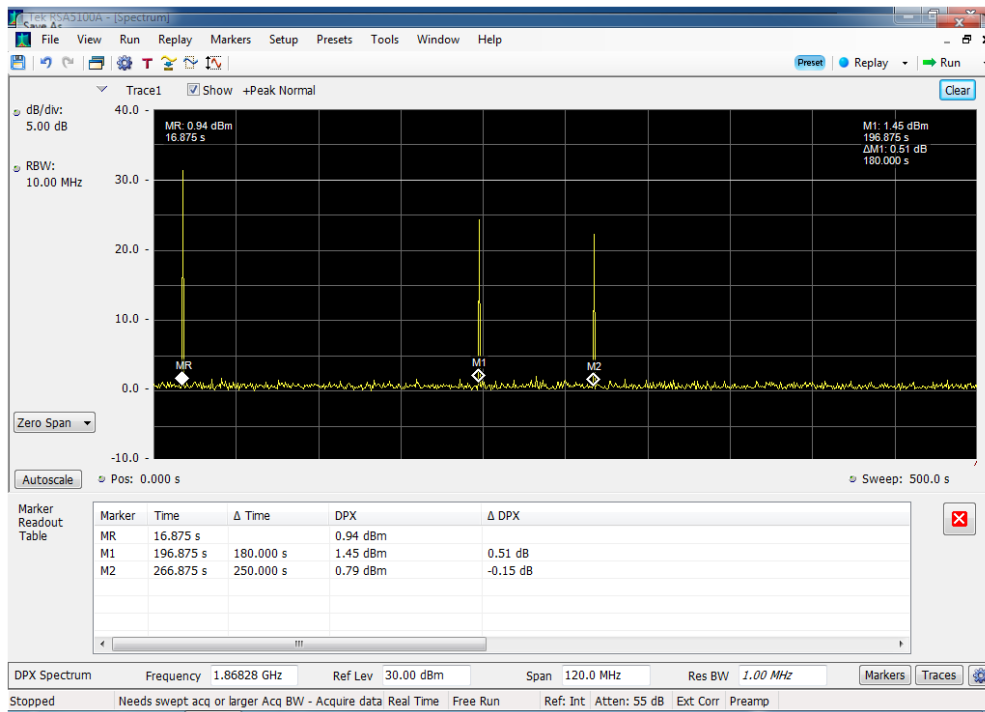 Tek RSA5100A - [Spectrum]
Save As
File View Run Replay Markers Setup Presets Tools Window Help
T Preset Replay Run
Trace1 Show +Peak Normal Clear
dB/div:
5.00 dB
RBW:
10.00 MHz
40.0 -
30.0 -
20.0 -
10.0 -
0.0 -
-10.0 -
MR: 0.94 dBm
16.875 s
M1: 1.45 dBm
196.875 s
ΔM1: 0.51 dB
180.000 s
MR
M1
M2
Zero Span
Autoscale Pos: 0.000 s Sweep: 500.0 s
Marker
Readout
Table
Marker Time Δ Time DPX Δ DPX
MR 16.875 s 0.94 dBm
M1 196.875 s 180.000 s 1.45 dBm 0.51 dB
M2 266.875 s 250.000 s 0.79 dBm -0.15 dB
DPX Spectrum Frequency 1.86828 GHz Ref Lev 30.00 dBm Span 120.0 MHz Res BW 1.00 MHz Markers Traces
Stopped Needs swept acq or larger Acq BW - Acquire data Real Time Free Run Ref: Int Atten: 55 dB Ext Corr Preamp